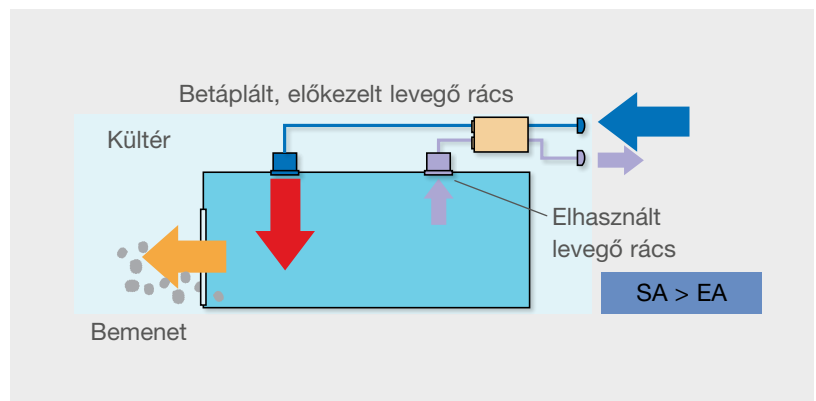 Betáplált, előkezelt levegő rács
Kültér
Elhasznált
levegő rács
SA > EA
Bemenet